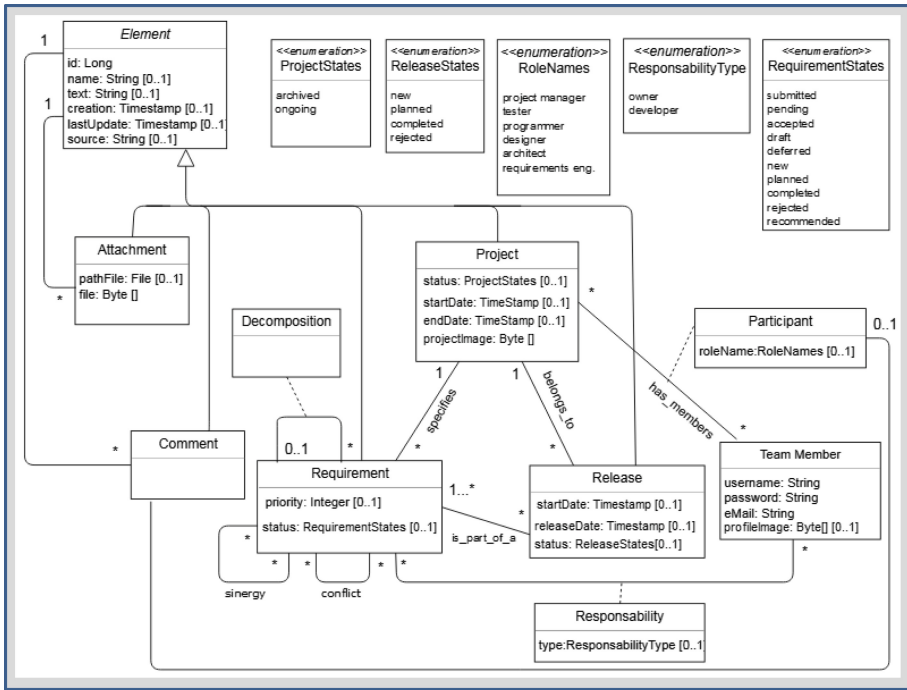 1
Element
id: Long
name: String [0..1]
text: String [0..1]
creation: Timestamp [0..1]
lastUpdate: Timestamp [0..1]
source: String [0..1]
1
<<enumeration>>
ProjectStates
archived
ongoing
<<enumeration>>
ReleaseStates
new
planned
completed
rejected
<<enumeration>>
RoleNames
project manager
tester
programmer
designer
architect
requirements eng.
<<enumeration>>
ResponsabilityType
owner
developer
<<enumeration>>
RequirementStates
submitted
pending
accepted
draft
deferred
new
planned
completed
rejected
recommended
Attachment
pathFile: File [0..1]
file: Byte []
*
Project
status: ProjectStates [0..1]
startDate: TimeStamp [0..1]
endDate: TimeStamp [0..1]
projectImage: Byte []
*
1
1
Participant
roleName:RoleNames [0..1]
0..1
Decomposition
specifies
belongs_to
has_members
Comment
*
0..1
*
*
*
*
Requirement
priority: Integer [0..1]
status: RequirementStates [0..1]
1...*
*
is_part_of_a
Release
startDate: Timestamp [0..1]
releaseDate: Timestamp [0..1]
status: ReleaseStates[0..1]
Team Member
username: String
password: String
eMail: String
profileImage: Byte[] [0..1]
*
*
*
*
*
*
*
sinergy
conflict
Responsability
type:ResponsabilityType [0..1]